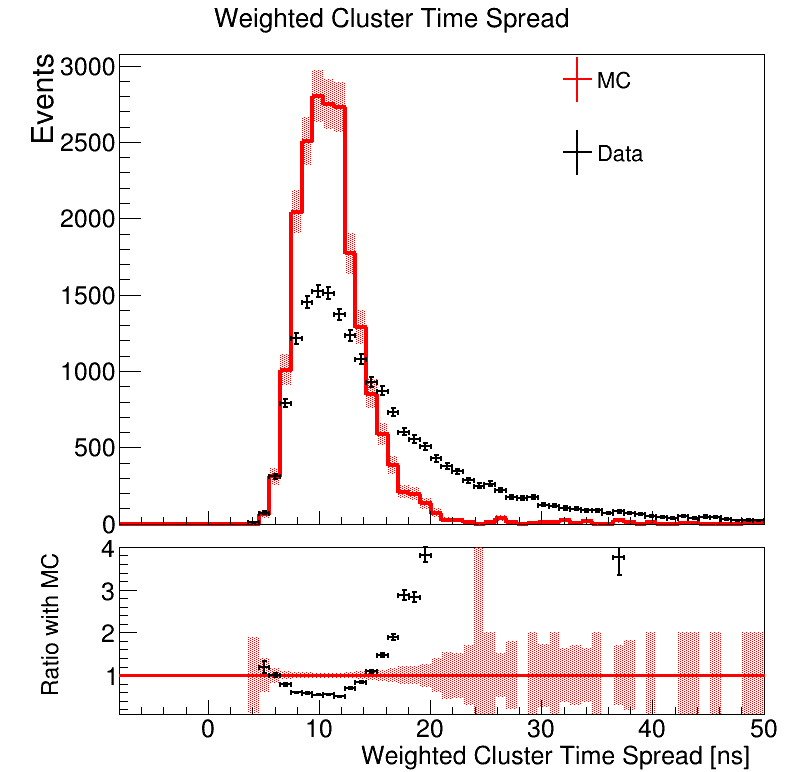 Weighted Cluster Time Spread
Events
3000
2500
2000
1500
1000
500
0
MC
Data
Ratio with MC
4
3
2
1
0 10 20 30 40 50
Weighted Cluster Time Spread [ns]